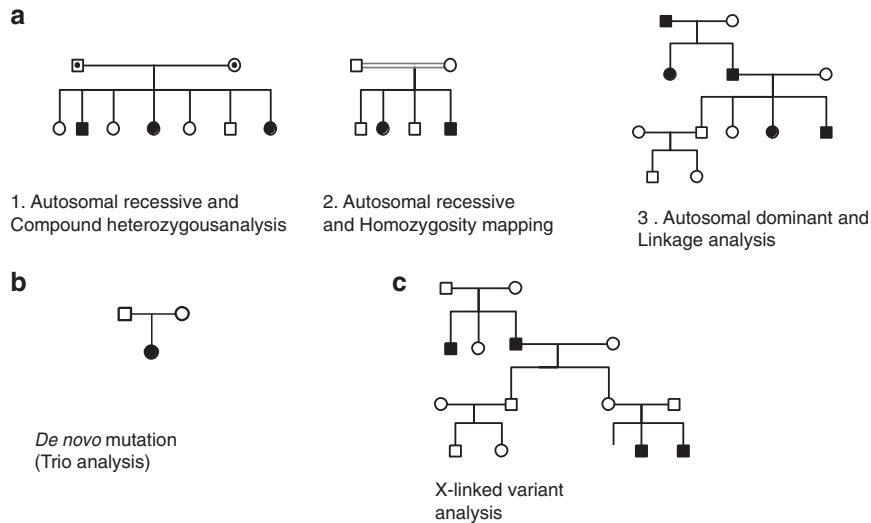 a
1. Autosomal recessive and
Compound heterozygousanalysis
2. Autosomal recessive
and Homozygosity mapping
3 . Autosomal dominant and
Linkage analysis
b
De novo mutation
(Trio analysis)
c
X-linked variant
analysis